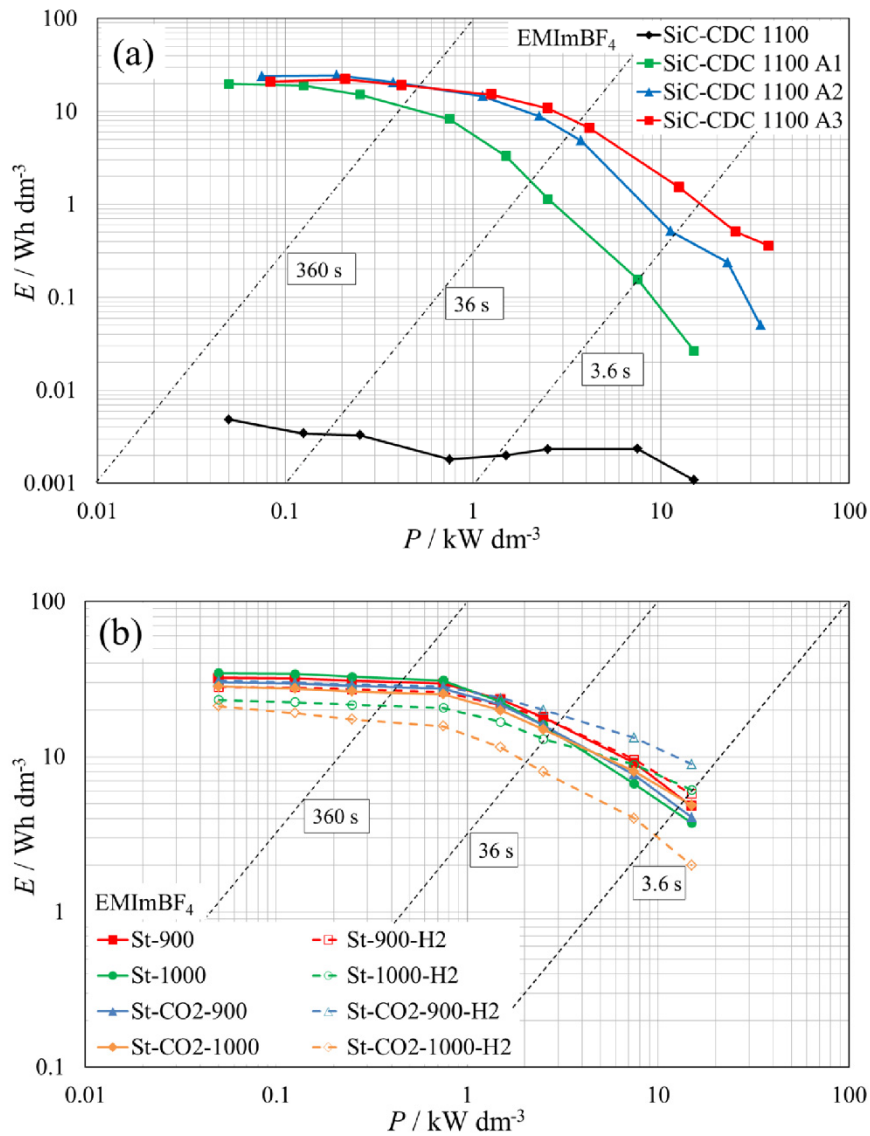 (a)
EMImBF4
SiC-CDC 1100
SiC-CDC 1100 A1
SiC-CDC 1100 A2
SiC-CDC 1100 A3
E / Wh dm-3
100
10
1
0.1
0.01
0.001
360 s
36 s
3.6 s
0.01 0.1 1 10 100
P / kW dm-3
(b)
E / Wh dm-3
100
10
1
0.1
360 s
36 s
3.6 s
EMImBF4
St-900 St-900-H2
St-1000 St-1000-H2
St-CO2-900 St-CO2-900-H2
St-CO2-1000 St-CO2-1000-H2
0.01 0.1 1 10 100
P / kW dm-3